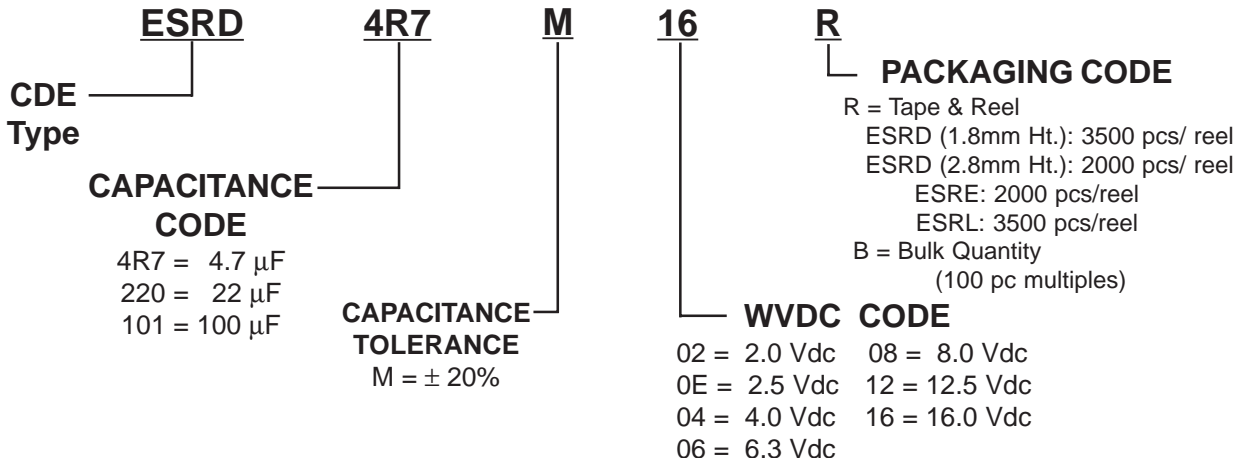 ESRD 4R7 M 16 R
CDE
Type
CAPACITANCE
CODE
4R7 = 4.7 μF
220 = 22 μF
101 = 100 μF
CAPACITANCE
TOLERANCE
M = ± 20%
PACKAGING CODE
R = Tape & Reel
ESRD (1.8mm Ht.): 3500 pcs/ reel
ESRD (2.8mm Ht.): 2000 pcs/ reel
ESRE: 2000 pcs/reel
ESRL: 3500 pcs/reel
B = Bulk Quantity
(100 pc multiples)
WVDC CODE
02 = 2.0 Vdc 08 = 8.0 Vdc
0E = 2.5 Vdc 12 = 12.5 Vdc
04 = 4.0 Vdc 16 = 16.0 Vdc
06 = 6.3 Vdc